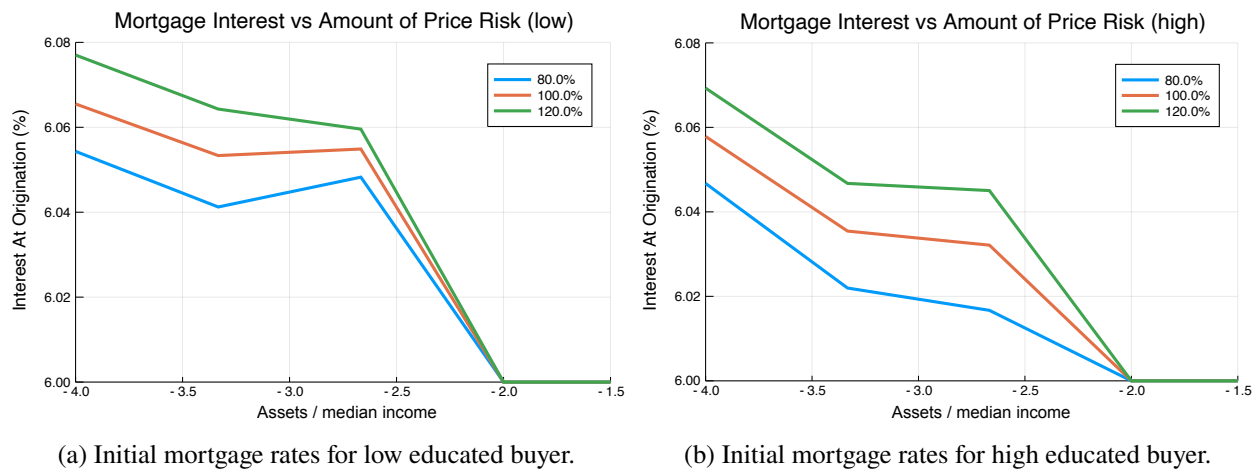 Mortgage Interest vs Amount of Price Risk (low)
Interest At Origination (%)
6.08
6.06
6.04
6.02
6.00
80.0%
100.0%
120.0%
-4.0 -3.5 -3.0 -2.5 -2.0 -1.5
Assets / median income
(a) Initial mortgage rates for low educated buyer.
Mortgage Interest vs Amount of Price Risk (high)
Interest At Origination (%)
6.08
6.06
6.04
6.02
6.00
80.0%
100.0%
120.0%
-4.0 -3.5 -3.0 -2.5 -2.0 -1.5
Assets / median income
(b) Initial mortgage rates for high educated buyer.